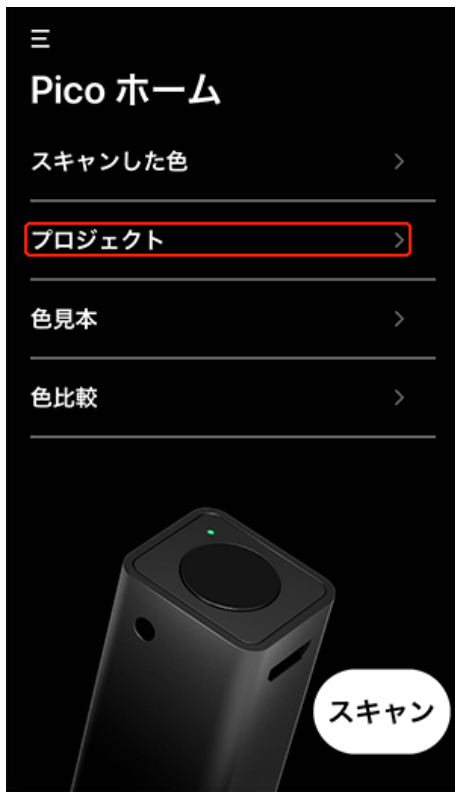 Pico ホーム
スキャンした色
プロジェクト
色見本
色比較
スキャン